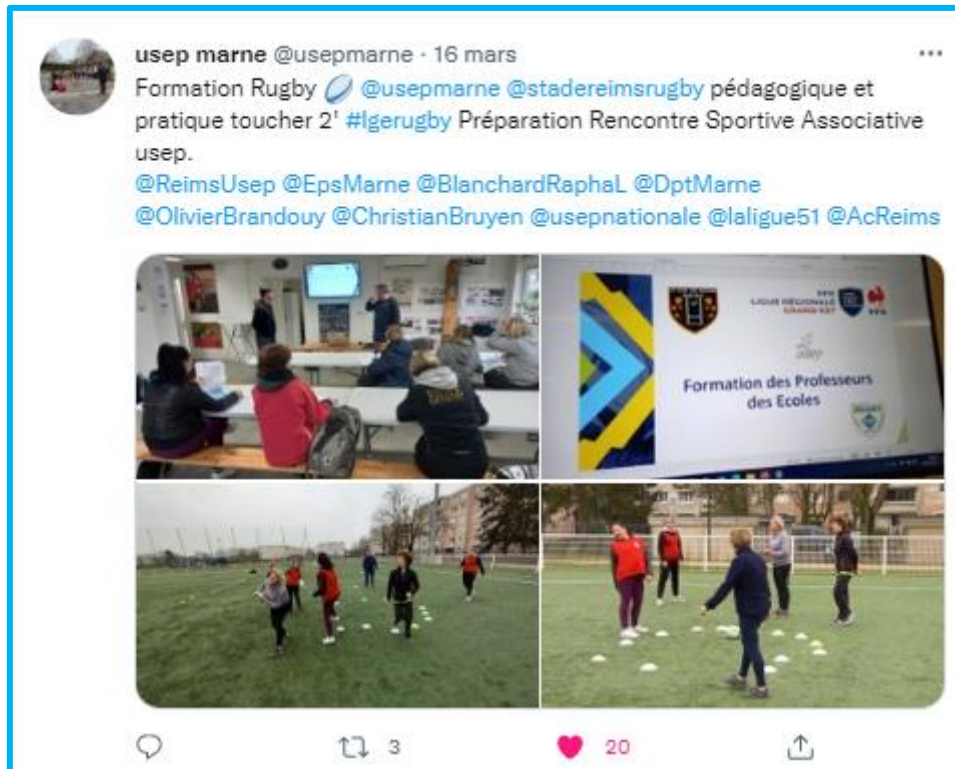 usep marne @usepmarne · 16 mars
Formation Rugby 🏉 @usepmarne @stadereimsrugby pédagogique et
pratique toucher 2' #lgerugby Préparation Rencontre Sportive Associative
usep.
@ReimsUsep @EpsMarne @BlanchardRaphaL @DptMarne
@OlivierBrandouy @ChristianBruyen @usepnationale @laligue51 @AcReims
LIGUE RÉGIONALE
GRAND EST
usep
Formation des Professeurs
des Ecoles
3
20